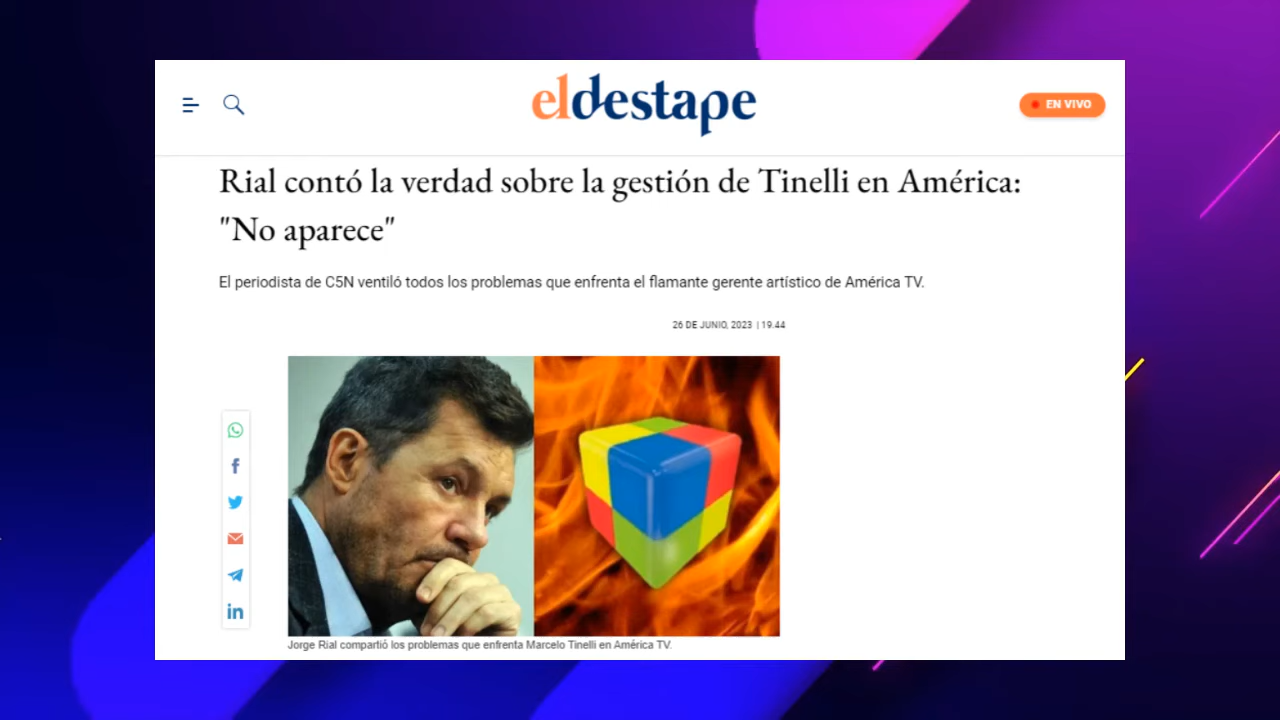 eldestape
EN VIVO
Rial contó la verdad sobre la gestión de Tinelli en América:
"No aparece"
El periodista de C5N ventiló todos los problemas que enfrenta el flamante gerente artístico de América TV.
26 DE JUNIO, 2023 | 19.44
Jorge Rial compartió los problemas que enfrenta Marcelo Tinelli en América TV.